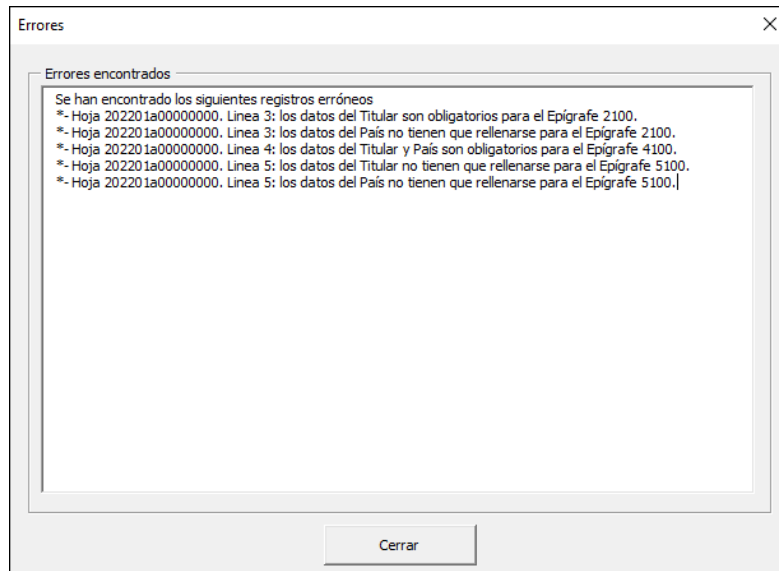 Errores
Errores encontrados
Se han encontrado los siguientes registros erróneos
*- Hoja 202201a00000000. Linea 3: los datos del Titular son obligatorios para el Epígrafe 2100.
*- Hoja 202201a00000000. Linea 3: los datos del País no tienen que rellenarse para el Epígrafe 2100.
*- Hoja 202201a00000000. Linea 4: los datos del Titular y País son obligatorios para el Epígrafe 4100.
*- Hoja 202201a00000000. Linea 5: los datos del Titular no tienen que rellenarse para el Epígrafe 5100.
*- Hoja 202201a00000000. Linea 5: los datos del País no tienen que rellenarse para el Epígrafe 5100.
Cerrar